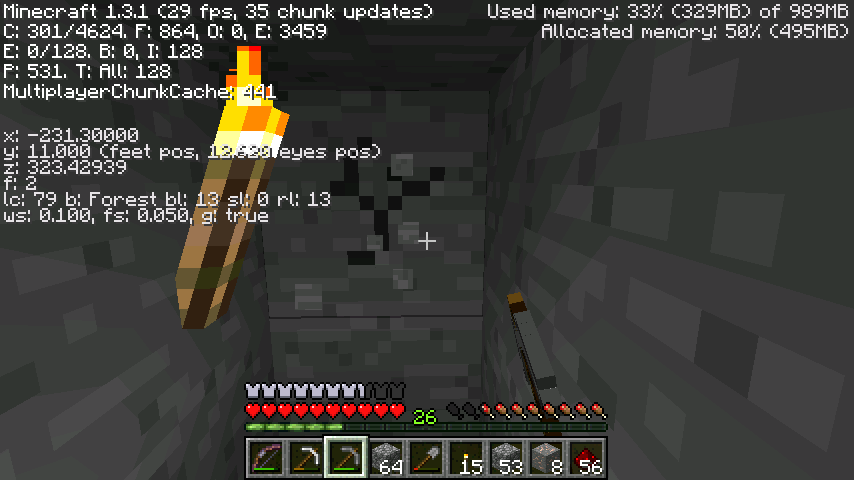 Minecraft 1.3.1 (29 fps, 35 chunk updates)
Used memory: 33% (329MB) of 989MB
C: 301/4624. F: 864, O: 0, E: 3459
Allocated memory: 50% (495MB)
E: 0/128. B: 0, I: 128
P: 531. T: All: 128
MultiplayerChunkCache: 441
x: -231.30000
y: 11.000 (feet pos, 12.620 eyes pos)
z: 323.42939
f: 2
lc: 79 b: Forest bl: 13 sl: 0 rl: 13
ws: 0.100, fs: 0.050, g: true
26
64 15 53 8 56